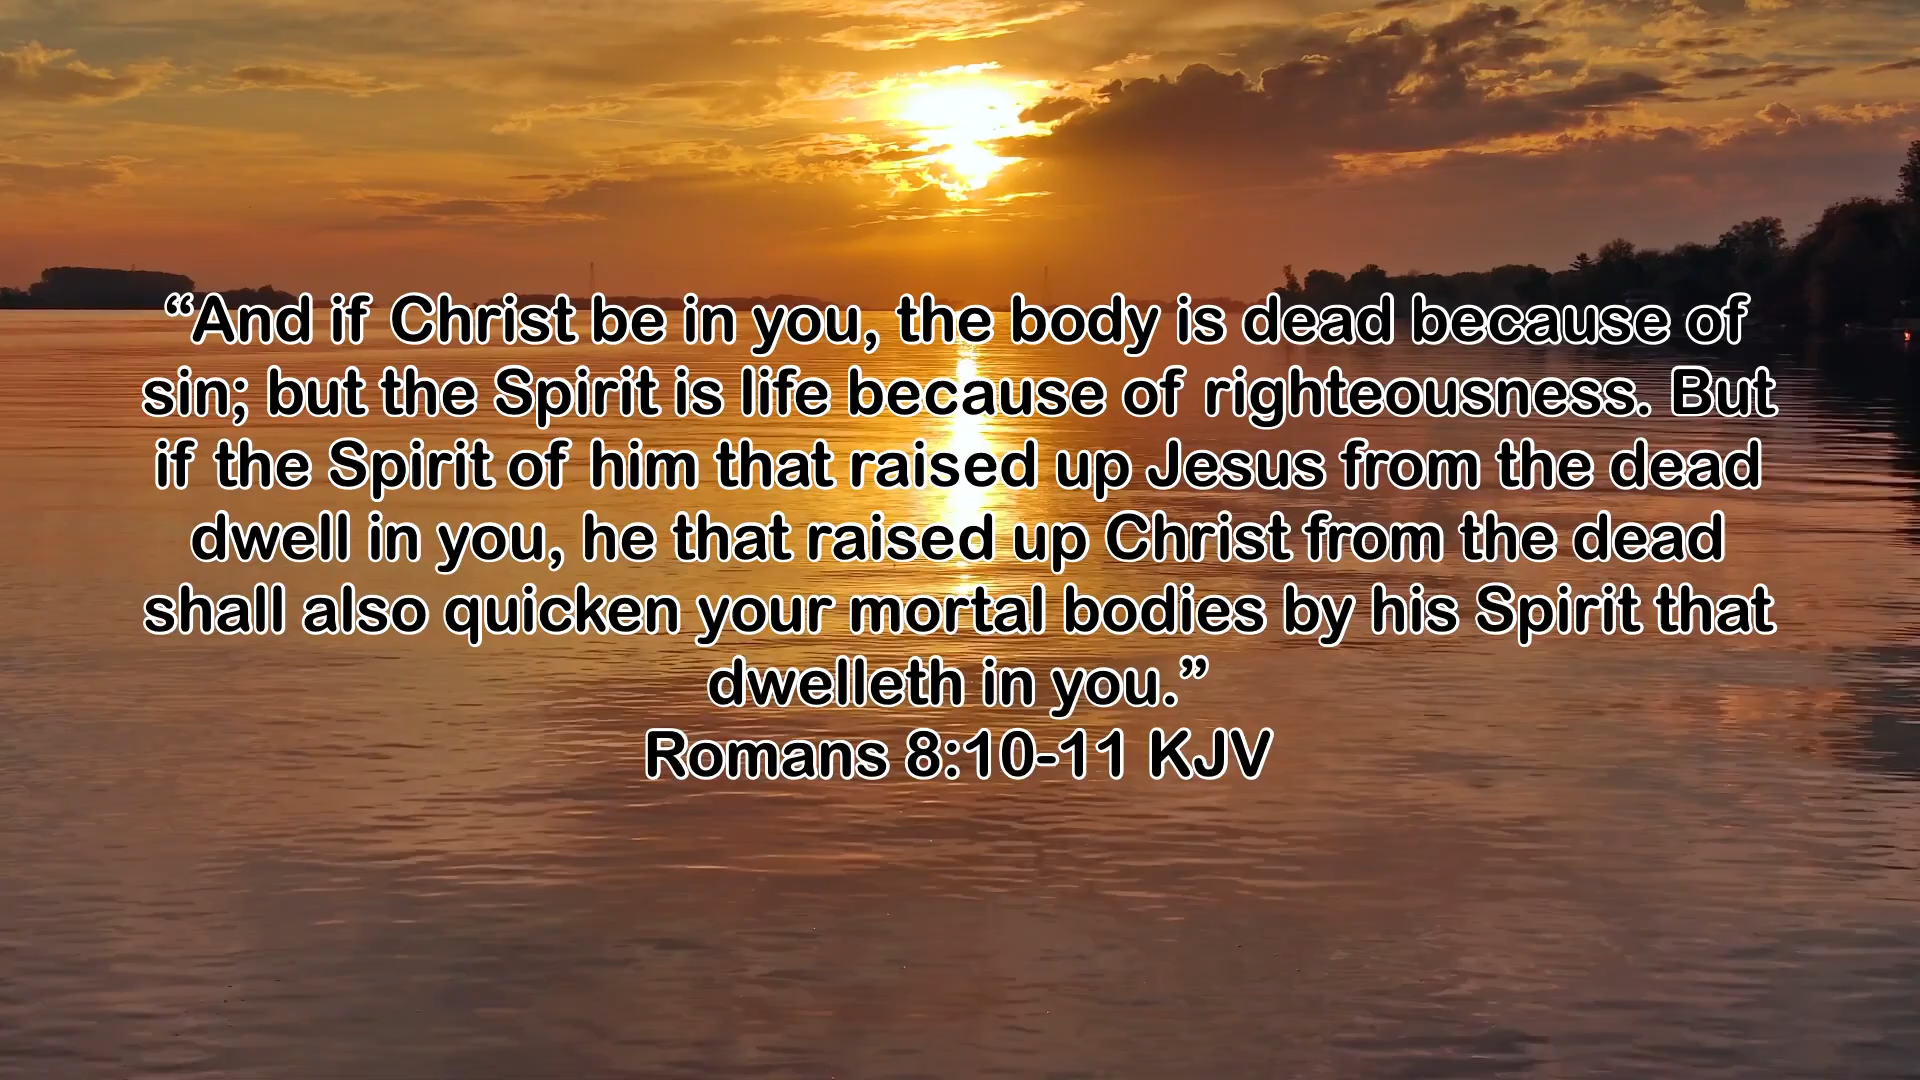 “And if Christ be in you, the body is dead because of
sin; but the Spirit is life because of righteousness. But
if the Spirit of him that raised up Jesus from the dead
dwell in you, he that raised up Christ from the dead
shall also quicken your mortal bodies by his Spirit that
dwelleth in you.”
Romans 8:10-11 KJV